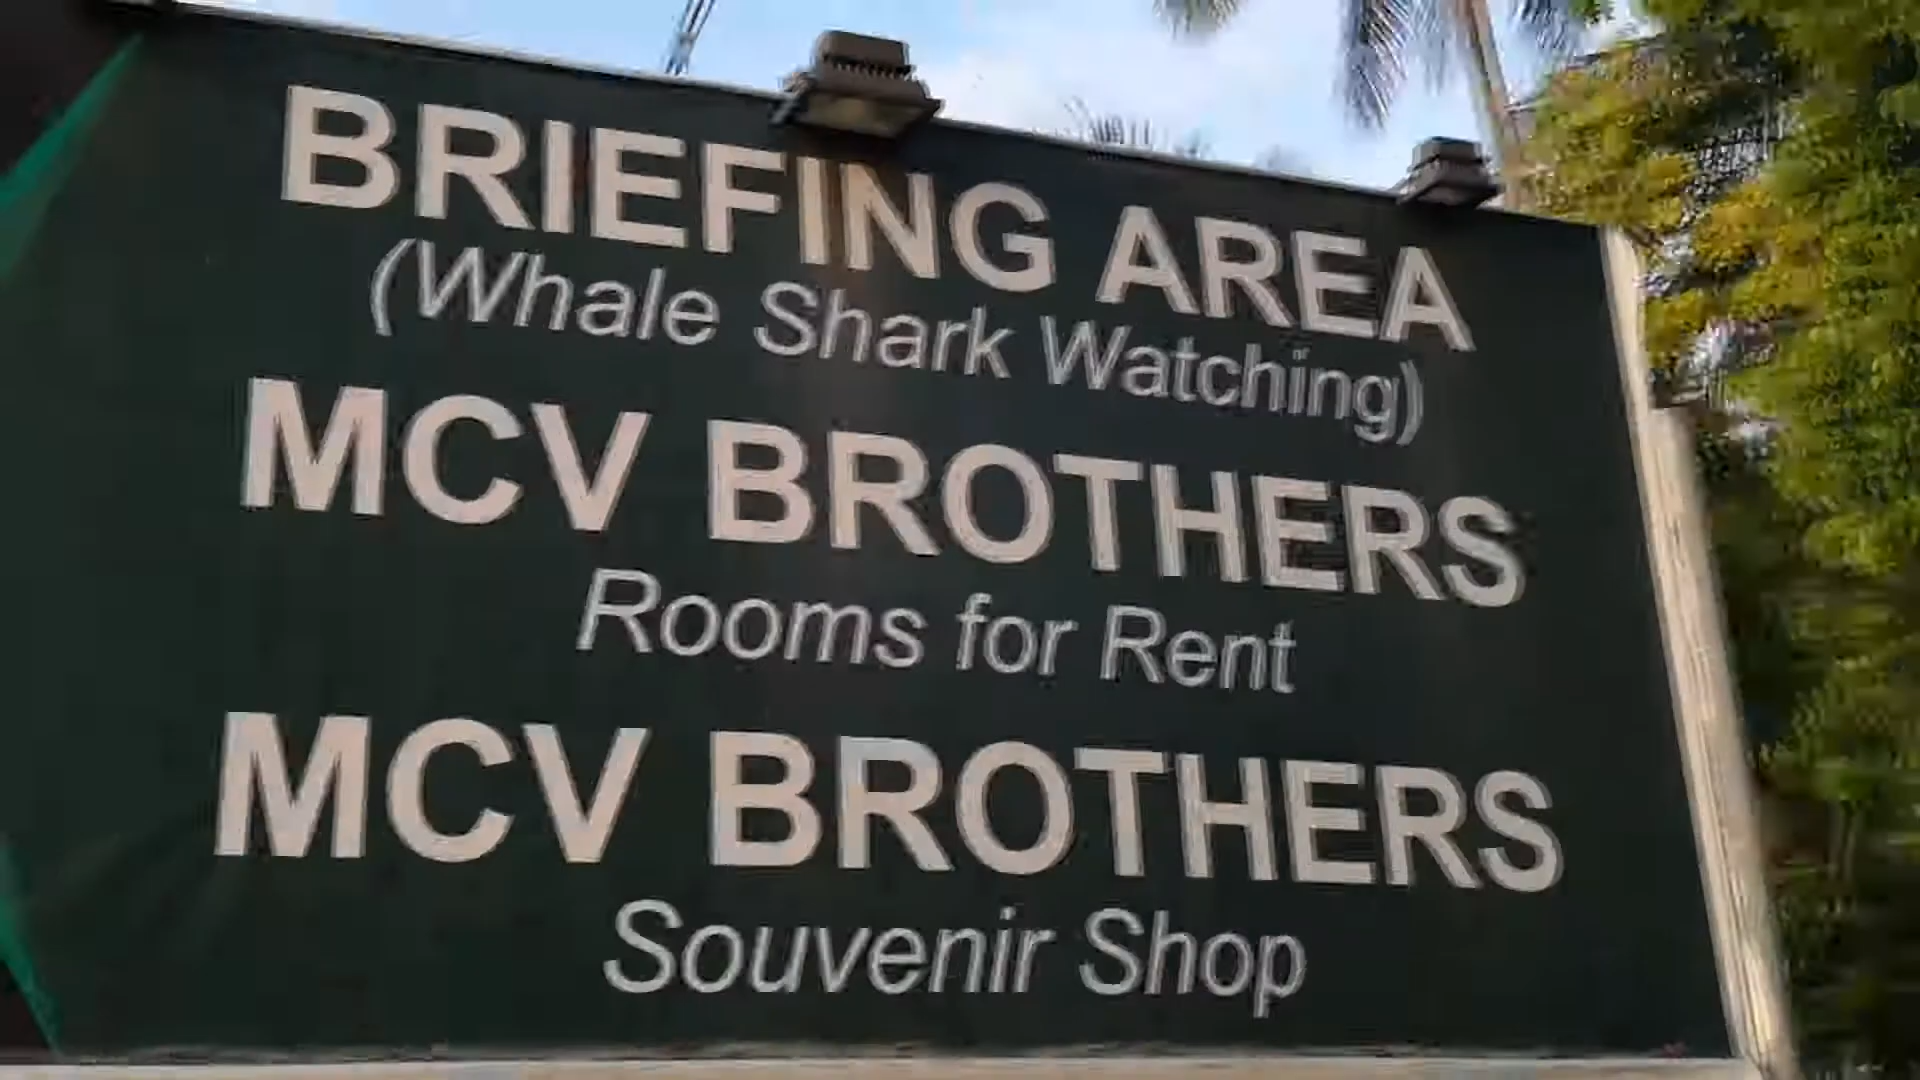 BRIEFING AREA
(Whale Shark Watching)
MCV BROTHERS
Rooms for Rent
MCV BROTHERS
Souvenir Shop